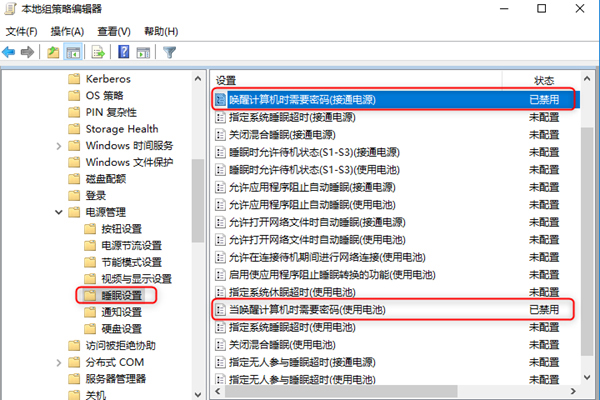 本地组策略编辑器
文件(F) 操作(A) 查看(V) 帮助(H)
Kerberos
OS 策略
PIN 复杂性
Storage Health
Windows 时间服务
Windows 文件保护
磁盘配额
登录
电源管理
按钮设置
电源节流设置
节能模式设置
视频与显示设置
睡眠设置
通知设置
硬盘设置
访问被拒绝协助
分布式 COM
服务器管理器
关机
设置 状态
唤醒计算机时需要密码(接通电源) 已禁用
指定系统睡眠超时(接通电源) 未配置
关闭混合睡眠(接通电源) 未配置
睡眠时允许待机状态(S1-S3)(接通电源) 未配置
睡眠时允许待机状态(S1-S3)(使用电池) 未配置
允许应用程序阻止自动睡眠(接通电源) 未配置
允许应用程序阻止自动睡眠(使用电池) 未配置
允许打开网络文件时自动睡眠(接通电源) 未配置
允许打开网络文件时自动睡眠(使用电池) 未配置
允许在连接待机期间进行网络连接(使用电池) 未配置
启用使应用程序阻止睡眠转换的功能(使用电池) 未配置
指定系统休眠超时(使用电池) 未配置
当唤醒计算机时需要密码(使用电池) 已禁用
指定系统睡眠超时(使用电池) 未配置
关闭混合睡眠(使用电池) 未配置
指定无人参与睡眠超时(接通电源) 未配置
指定无人参与睡眠超时(使用电池) 未配置